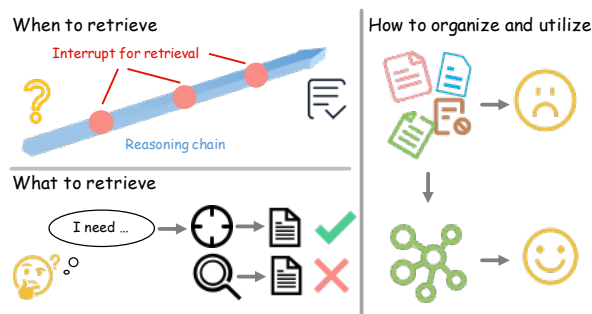 When to retrieve
Interrupt for retrieval
Reasoning chain
What to retrieve
I need ...
How to organize and utilize